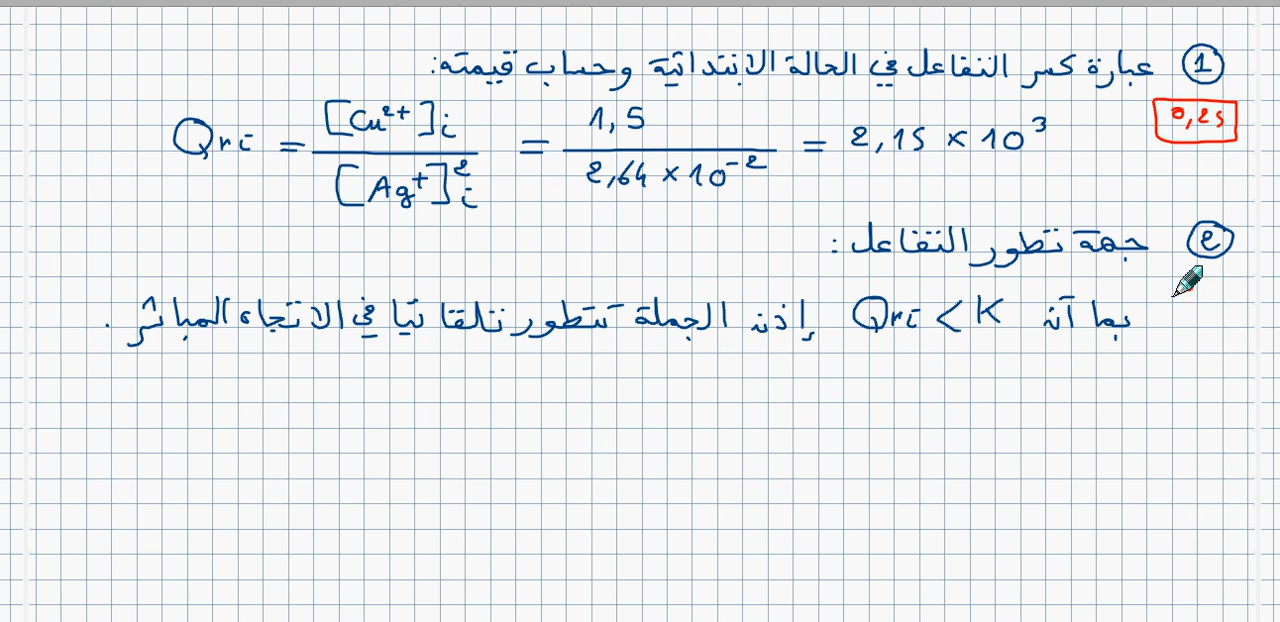 ① عبارة كسر التفاعل في الحالة الابتدائية وحساب قيمته:
0,25
Qri = [Cu²⁺]i / [Ag⁺]²i = 1,5 / 2,64 × 10⁻² = 2,15 × 10³
② جهة تطور التفاعل :
بما أن Qri < K إذن الجملة تتطور تلقائيا في الاتجاه المباشر .